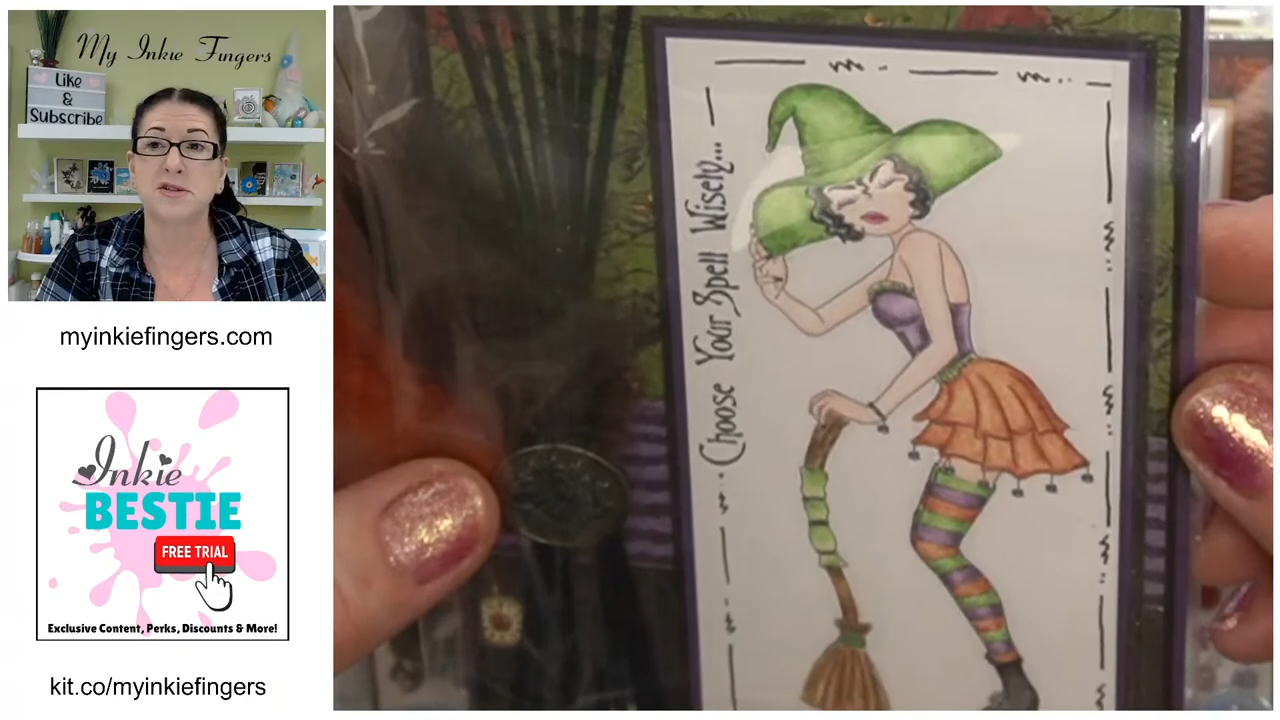 My Inkie Fingers
Like
&
Subscribe
myinkiefingers.com
Inkie
BESTIE
FREE TRIAL
Exclusive Content, Perks, Discounts & More!
kit.co/myinkiefingers
Choose Your Spell Wisely...